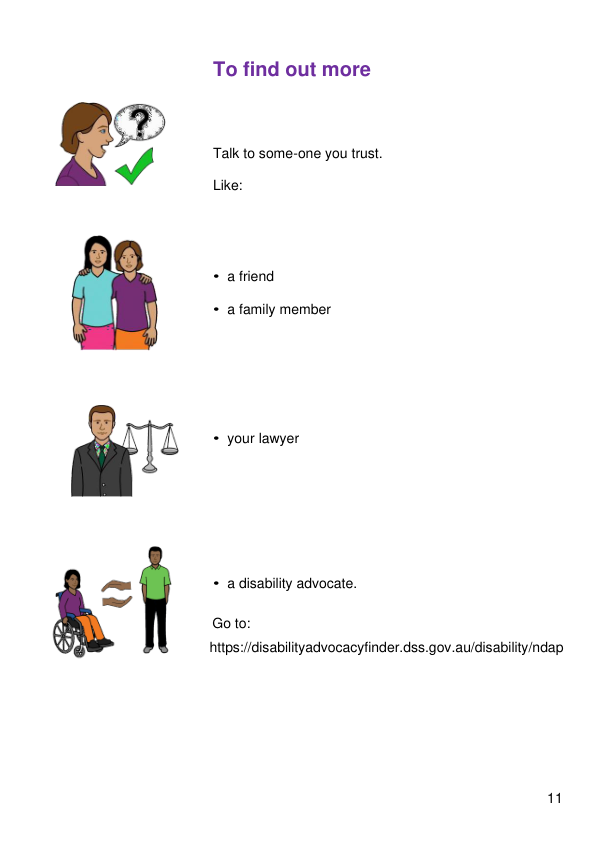 To find out more
?
Talk to some-one you trust.
Like:
• a friend
• a family member
• your lawyer
• a disability advocate.
Go to:
https://disabilityadvocacyfinder.dss.gov.au/disability/ndap
11